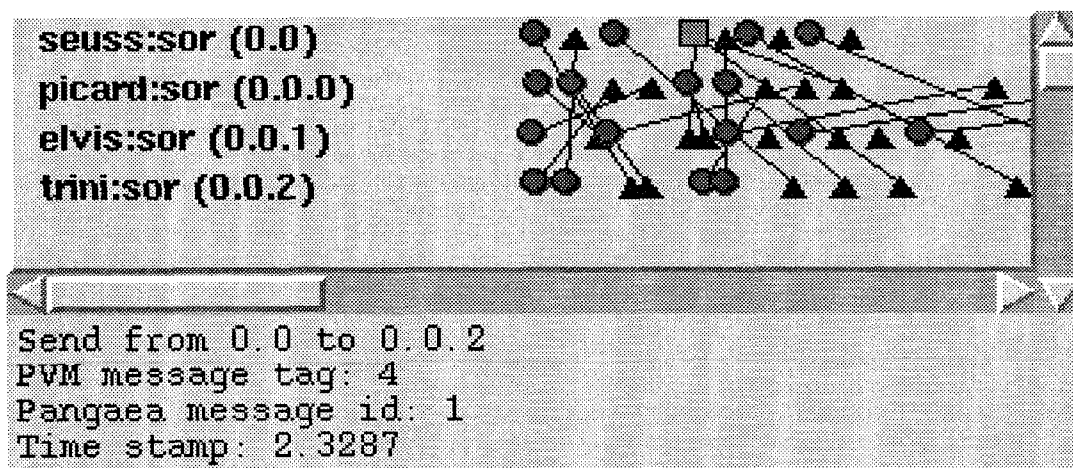 seuss:sor (0.0)
picard:sor (0.0.0)
elvis:sor (0.0.1)
trini:sor (0.0.2)
Send from 0.0 to 0.0.2
PVM message tag: 4
Pangaea message id: 1
Time stamp: 2.3287